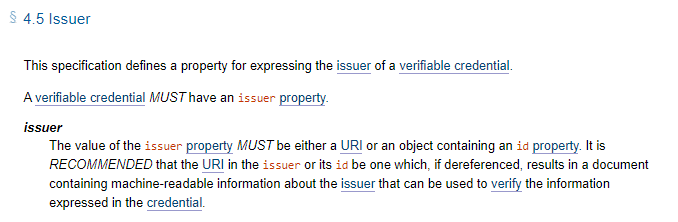 § 4.5 Issuer
This specification defines a property for expressing the issuer of a verifiable credential.
A verifiable credential MUST have an issuer property.
issuer
The value of the issuer property MUST be either a URI or an object containing an id property. It is
RECOMMENDED that the URI in the issuer or its id be one which, if dereferenced, results in a document
containing machine-readable information about the issuer that can be used to verify the information
expressed in the credential.